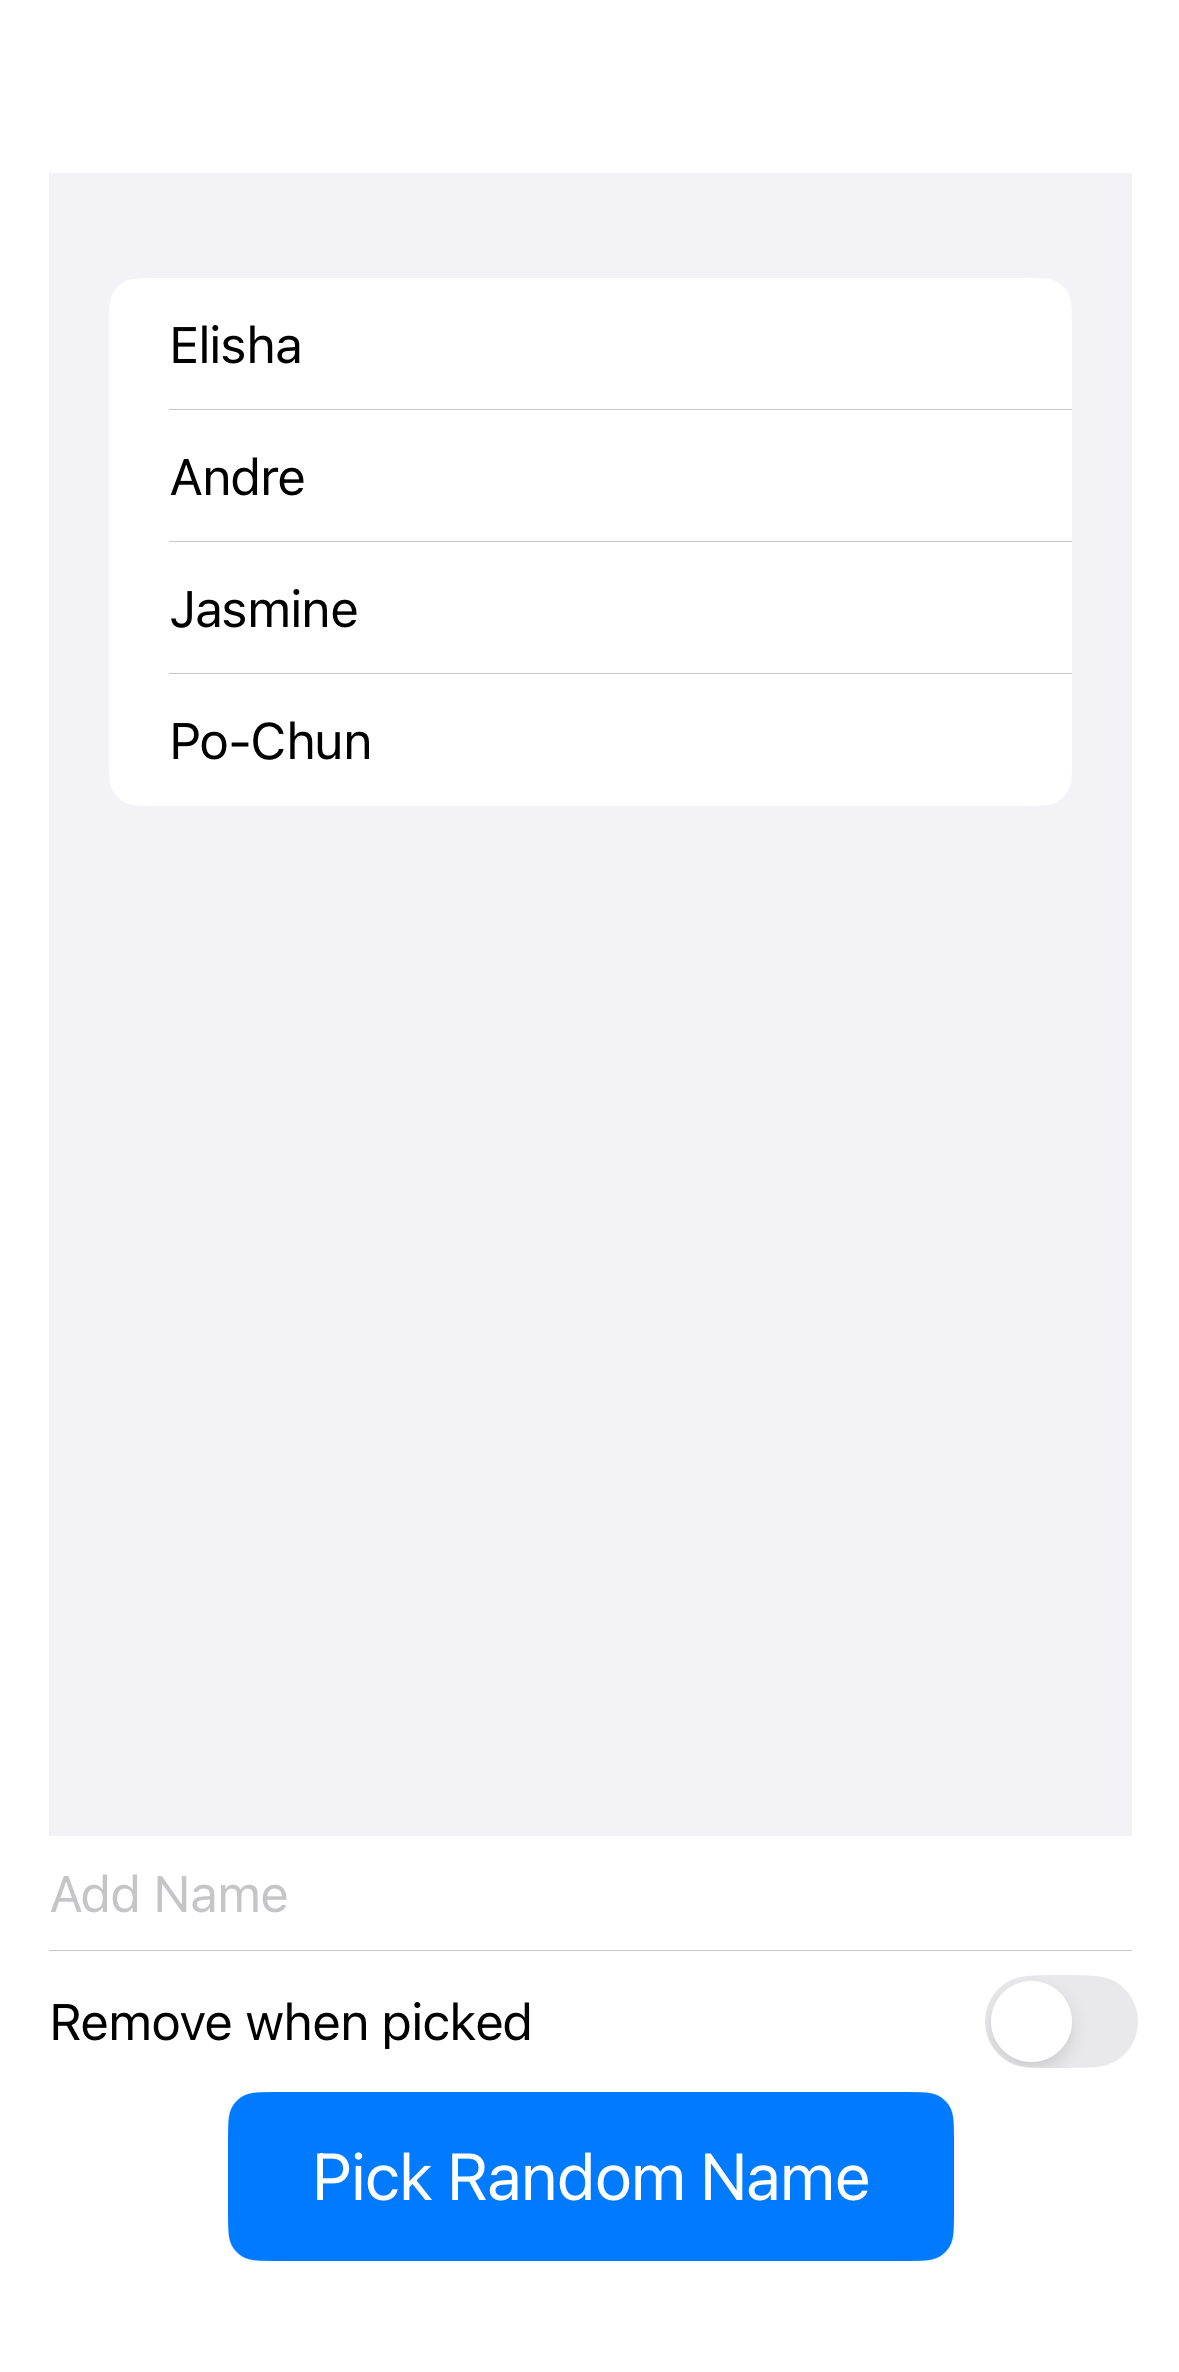 Elisha
Andre
Jasmine
Po-Chun
Add Name
Remove when picked
Pick Random Name